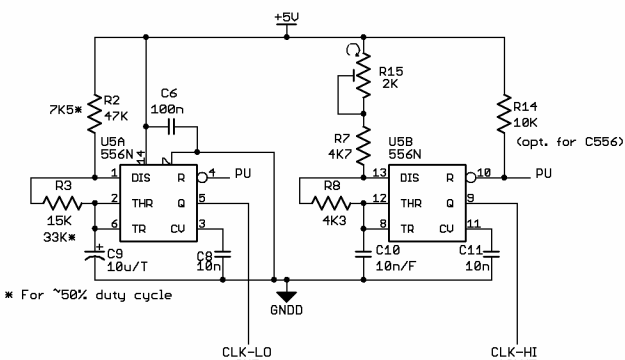 +5V
R15
2K
C6
100n
7K5*
R2
47K
R14
10K
(opt. for C556)
R7
4K7
U5A
556N
14
7
U5B
556N
1
DIS
R
4
PU
13
DIS
R
10
PU
R3
15K
33K*
2
THR
Q
5
R8
4K3
12
THR
Q
9
6
TR
CV
3
8
TR
CV
11
+
C9
10u/T
C8
10n
C10
10n/F
C11
10n
* For ~50% duty cycle
GNDD
CLK-LO
CLK-HI